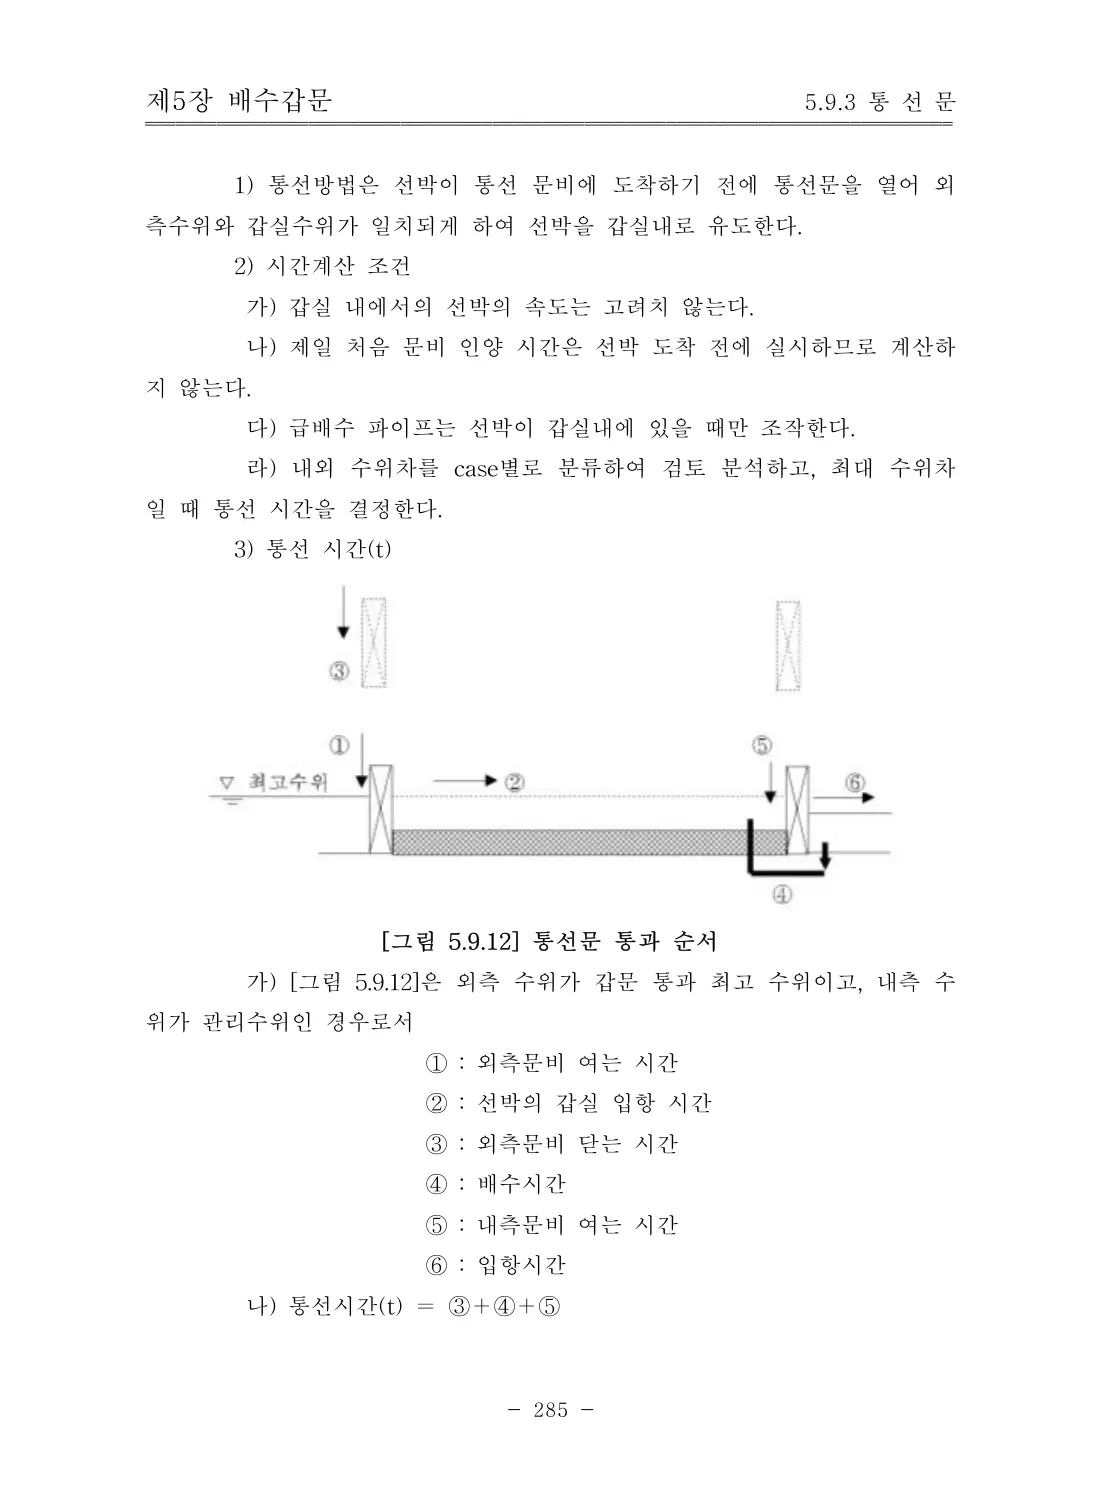 제5장 배수갑문
5.9.3 통 선 문
1) 통선방법은 선박이 통선 문비에 도착하기 전에 통선문을 열어 외
측수위와 갑실수위가 일치되게 하여 선박을 갑실내로 유도한다.
2) 시간계산 조건
가) 갑실 내에서의 선박의 속도는 고려치 않는다.
나) 제일 처음 문비 인양 시간은 선박 도착 전에 실시하므로 계산하
지 않는다.
다) 급배수 파이프는 선박이 갑실내에 있을 때만 조작한다.
라) 내외 수위차를 case별로 분류하여 검토 분석하고, 최대 수위차
일 때 통선 시간을 결정한다.
3) 통선 시간(t)
③
① ⑤
▽ 최고수위 ② ⑥
④
[그림 5.9.12] 통선문 통과 순서
가) [그림 5.9.12]은 외측 수위가 갑문 통과 최고 수위이고, 내측 수
위가 관리수위인 경우로서
① : 외측문비 여는 시간
② : 선박의 갑실 입항 시간
③ : 외측문비 닫는 시간
④ : 배수시간
⑤ : 내측문비 여는 시간
⑥ : 입항시간
나) 통선시간(t) = ③+④+⑤
- 285 -